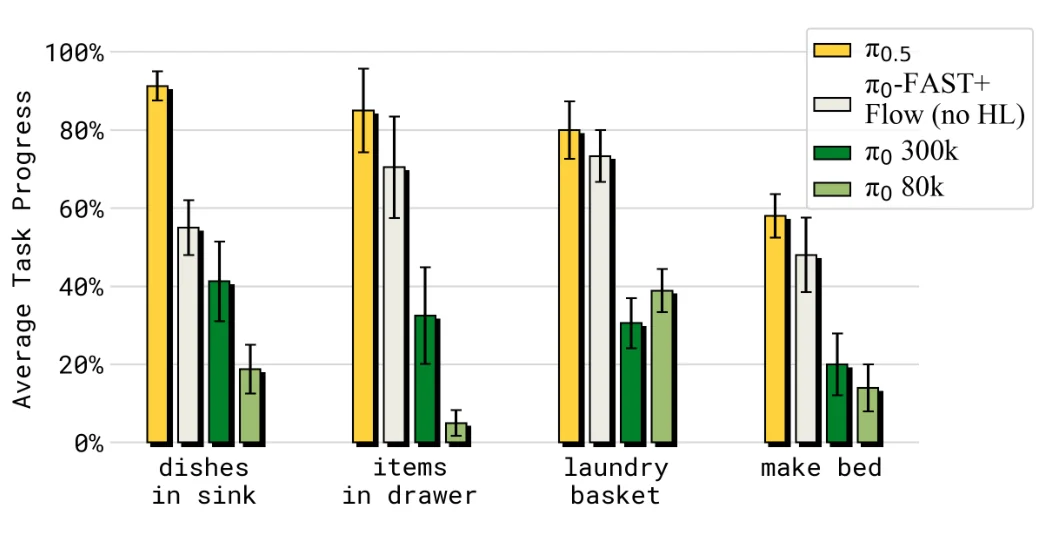 100%
80%
60%
40%
20%
0%
Average Task Progress
π0.5
π0-FAST+
Flow (no HL)
π0 300k
π0 80k
dishes
in sink
items
in drawer
laundry
basket
make bed